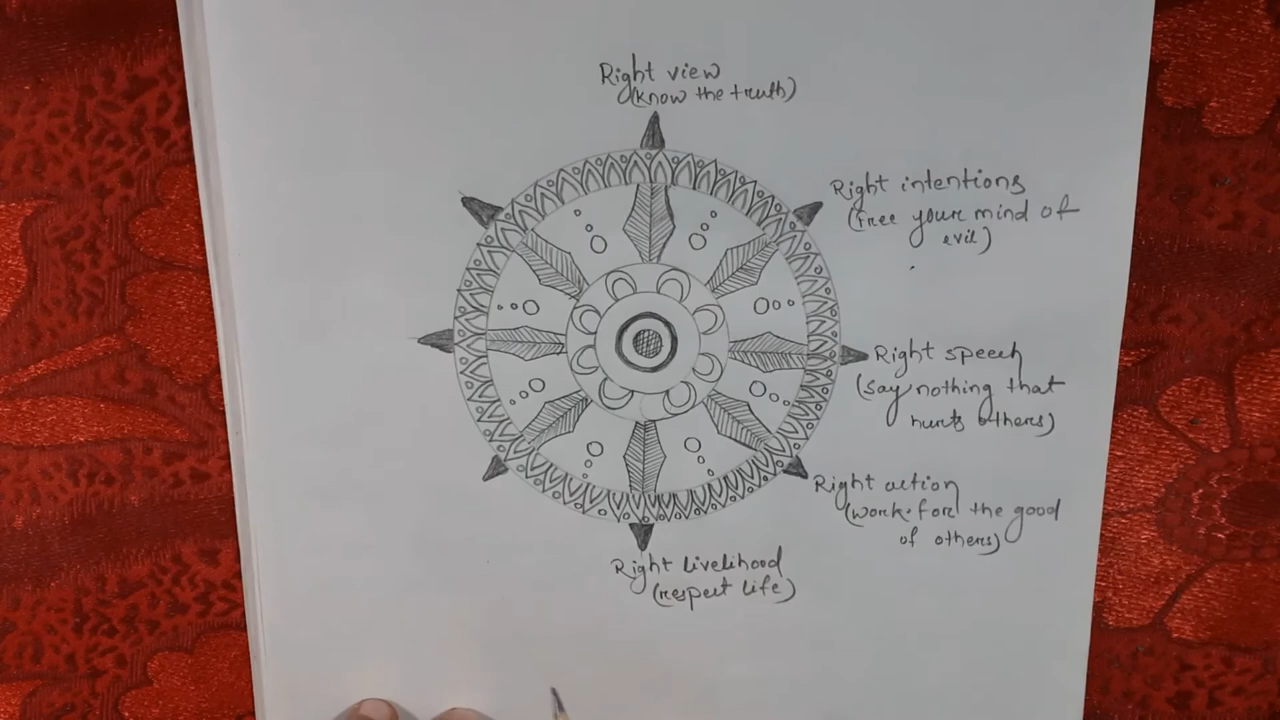 Right view
(know the truth)
Right intentions
(free your mind of
evil)
Right speech
(say nothing that
hurts others)
Right action
(work for the good
of others)
Right livelihood
(respect life)